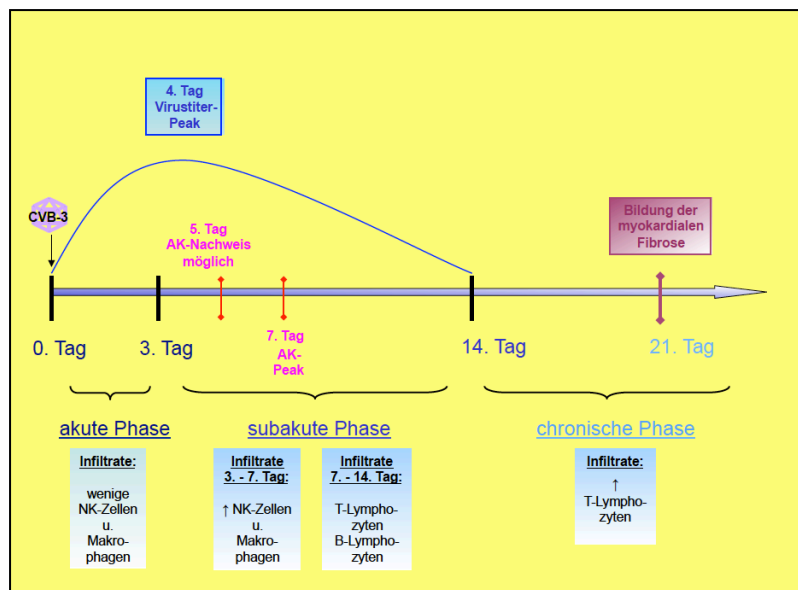 4. Tag
Virustiter-
Peak
CVB-3
5. Tag
AK-Nachweis
möglich
Bildung der
myokardialen
Fibrose
0. Tag
3. Tag
7. Tag
AK-
Peak
14. Tag
21. Tag
akute Phase
subakute Phase
chronische Phase
Infiltrate:
wenige
NK-Zellen
u.
Makro-
phagen
Infiltrate
3. - 7. Tag:
↑ NK-Zellen
u.
Makro-
phagen
Infiltrate
7. - 14. Tag:
T-Lympho-
zyten
B-Lympho-
zyten
Infiltrate:
↑
T-Lympho-
zyten